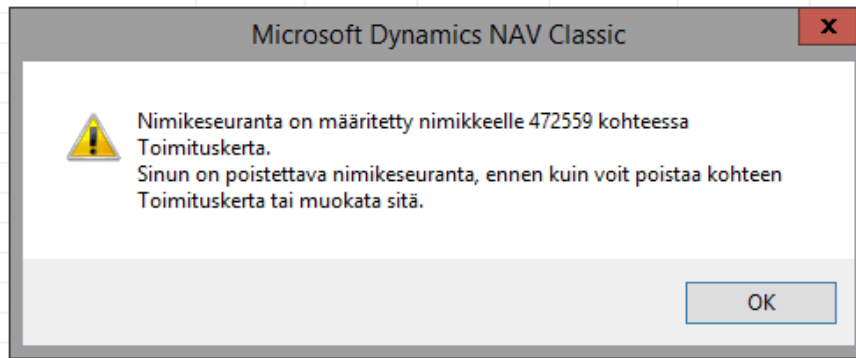 Microsoft Dynamics NAV Classic
x
Nimikeseuranta on määritetty nimikkeelle 472559 kohteessa
Toimituskerta.
Sinun on poistettava nimikeseuranta, ennen kuin voit poistaa kohteen
Toimituskerta tai muokata sitä.
OK